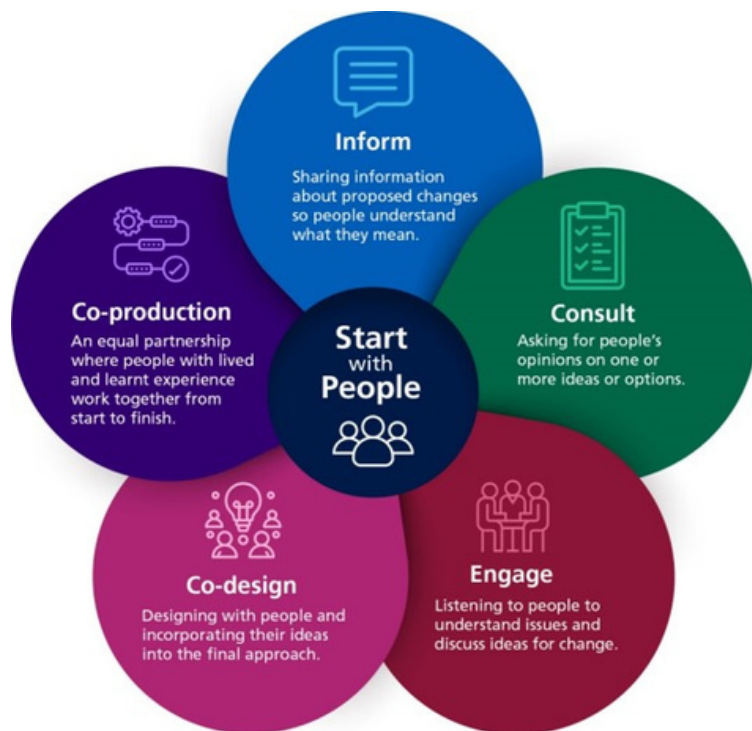 Inform
Sharing information
about proposed changes
so people understand
what they mean.
Consult
Asking for people's
opinions on one or
more ideas or options.
Engage
Listening to people to
understand issues and
discuss ideas for change.
Co-design
Designing with people and
incorporating their ideas
into the final approach.
Co-production
An equal partnership
where people with lived
and learnt experience
work together from
start to finish.
Start
with
People